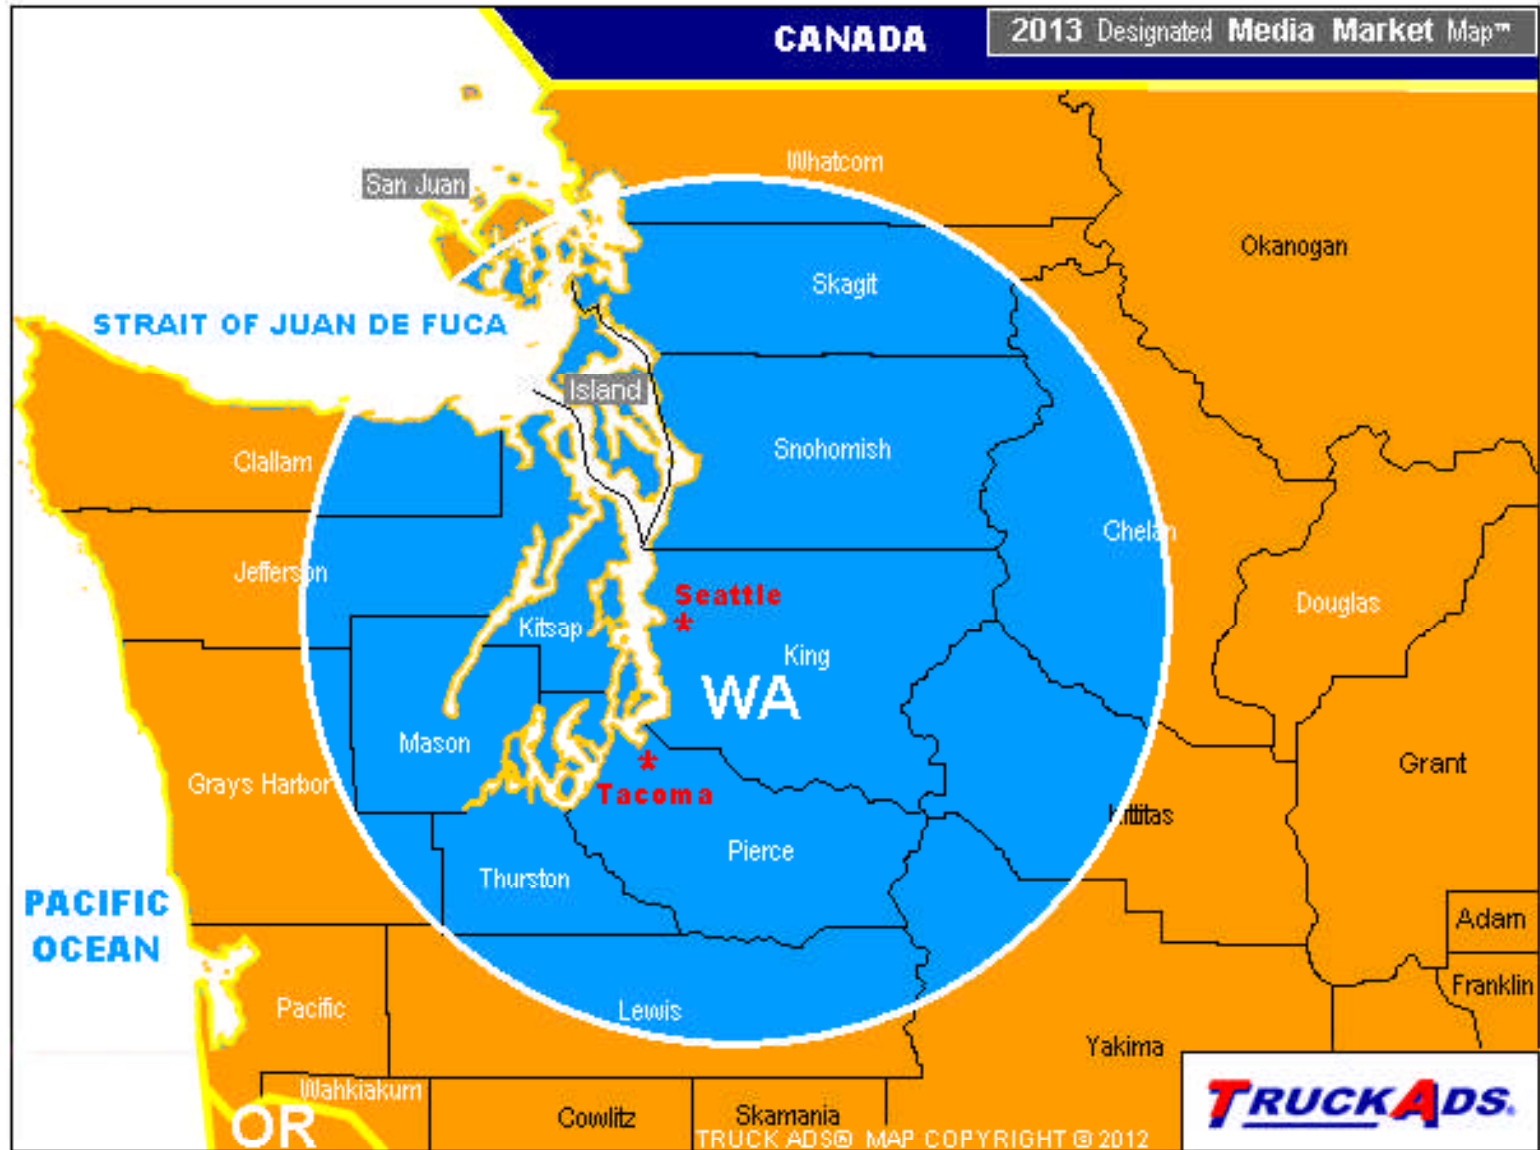 CANADA
2013 Designated Media Market Map™
Whatcom
San Juan
Okanogan
Skagit
STRAIT OF JUAN DE FUCA
Island
Snohomish
Clallam
Chelan
Jefferson
Seattle
*
Douglas
Kitsap
King
WA
Mason
*
Tacoma
Grays Harbor
Grant
Kittitas
Pierce
Thurston
PACIFIC
OCEAN
Adam
Franklin
Pacific
Lewis
Yakima
Wahkiakum
OR
Cowlitz
Skamania
TRUCK ADS® MAP COPYRIGHT © 2012
TRUCKADS.